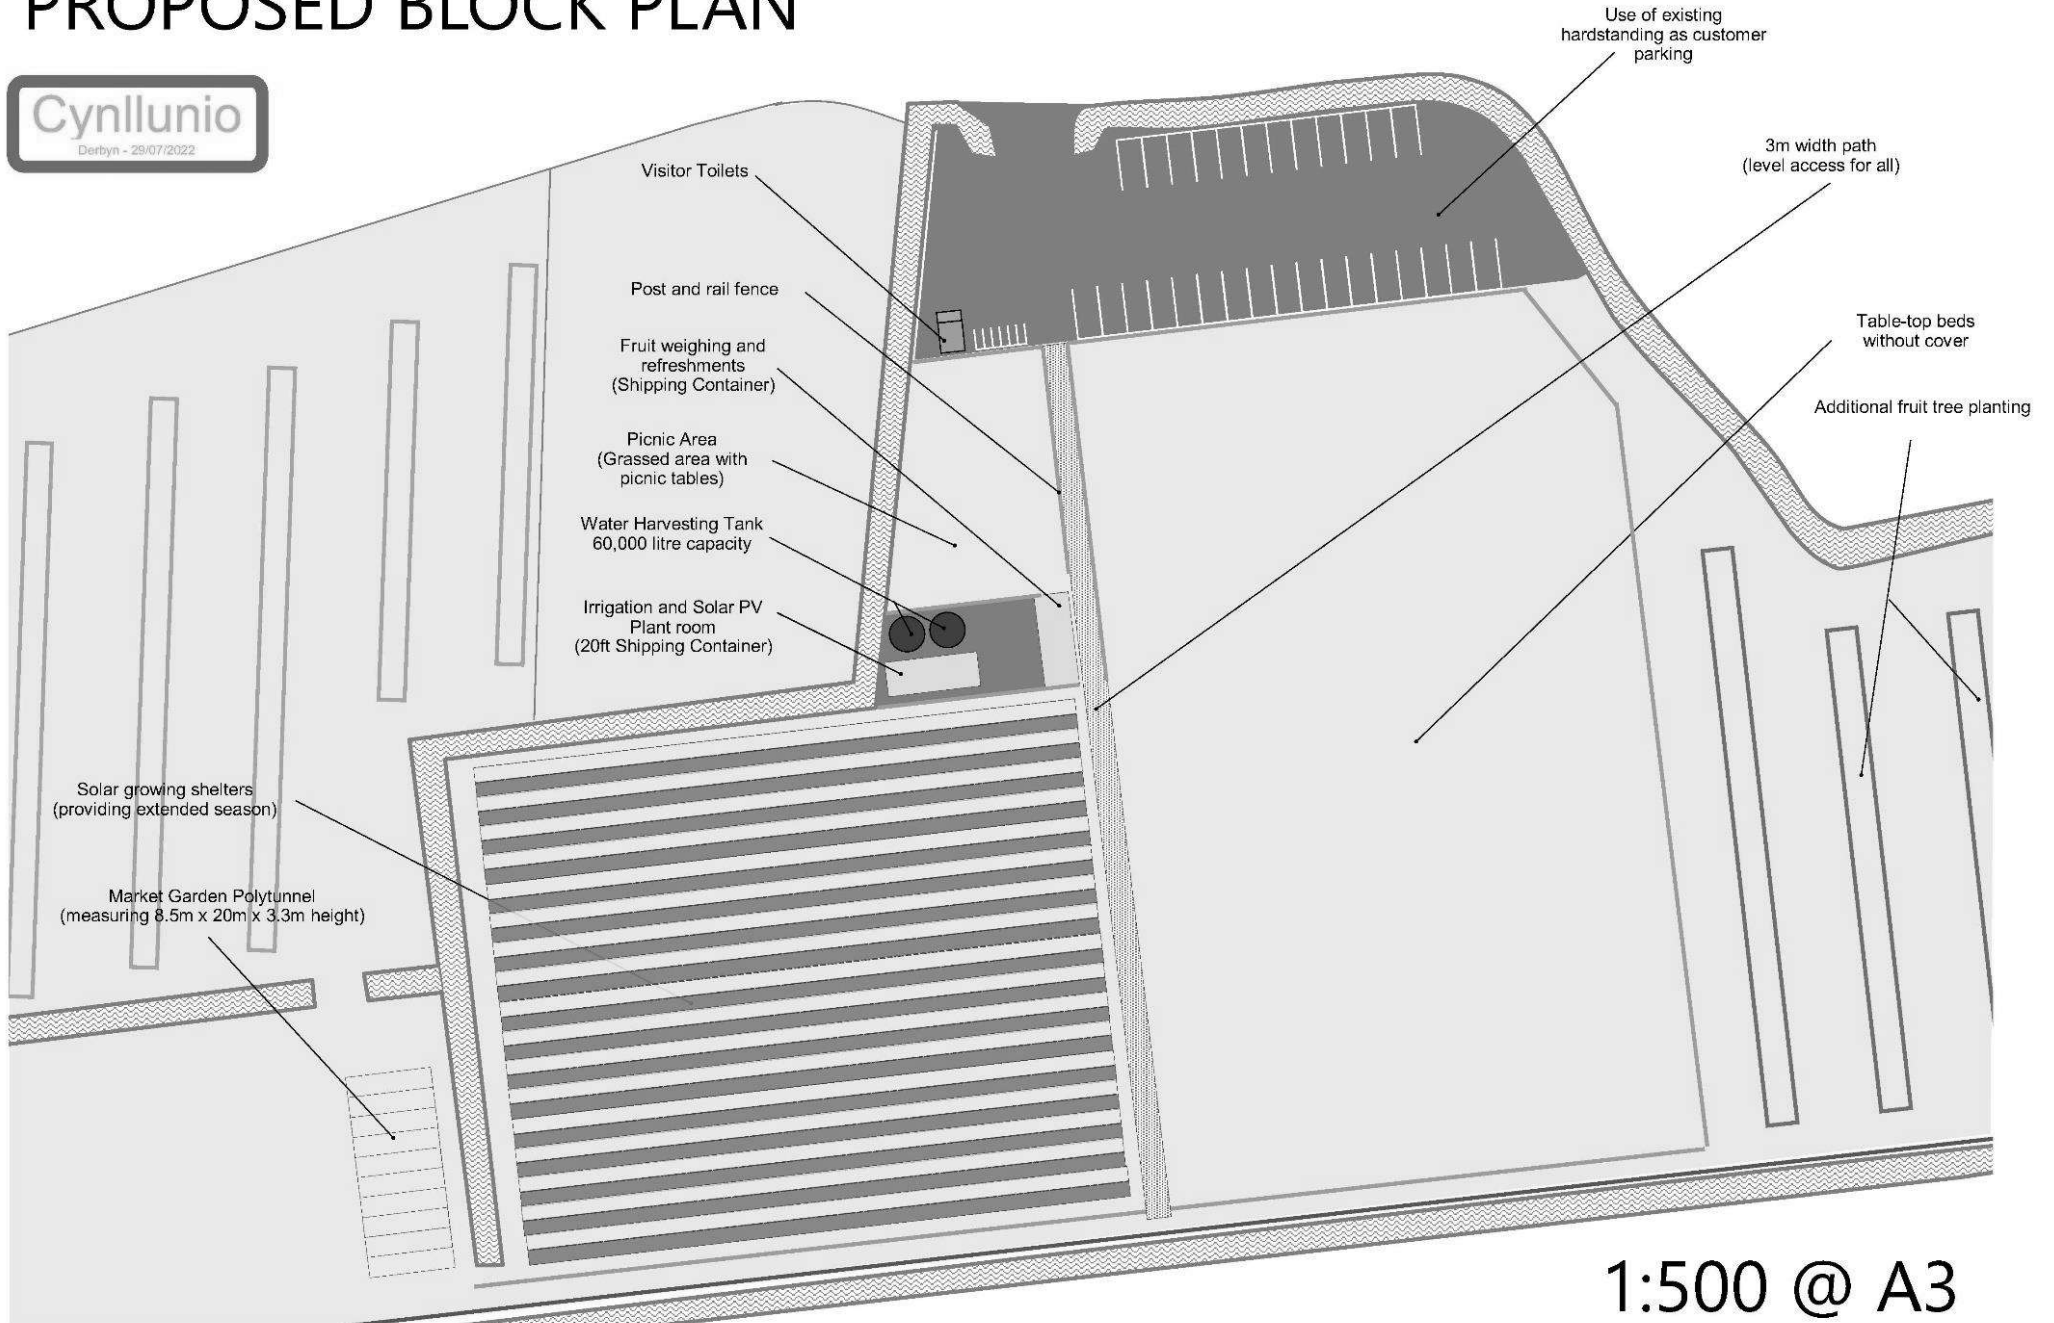 PROPOSED BLOCK PLAN
Cynllunio
Derbyn - 29/07/2022
Use of existing
hardstanding as customer
parking
3m width path
(level access for all)
Visitor Toilets
Post and rail fence
Fruit weighing and
refreshments
(Shipping Container)
Table-top beds
without cover
Additional fruit tree planting
Picnic Area
(Grassed area with
picnic tables)
Water Harvesting Tank
60,000 litre capacity
Irrigation and Solar PV
Plant room
(20ft Shipping Container)
Solar growing shelters
(providing extended season)
Market Garden Polytunnel
(measuring 8.5m x 20m x 3.3m height)
1:500 @ A3